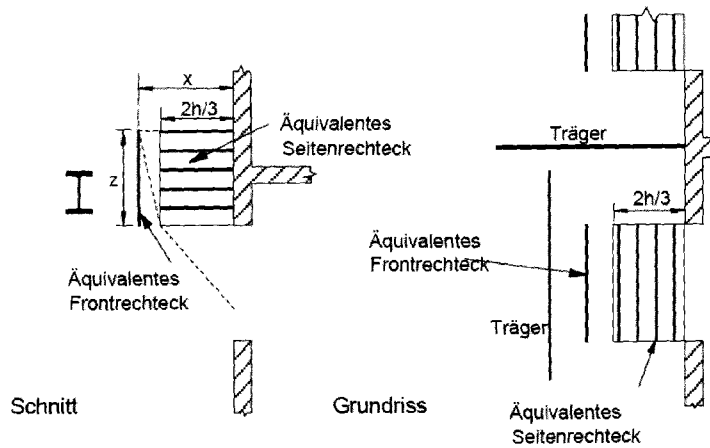 x
2h/3
Äquivalentes
Seitenrechteck
z
Äquivalentes
Frontrechteck
Schnitt
Träger
2h/3
Äquivalentes
Frontrechteck
Träger
Grundriss
Äquivalentes
Seitenrechteck